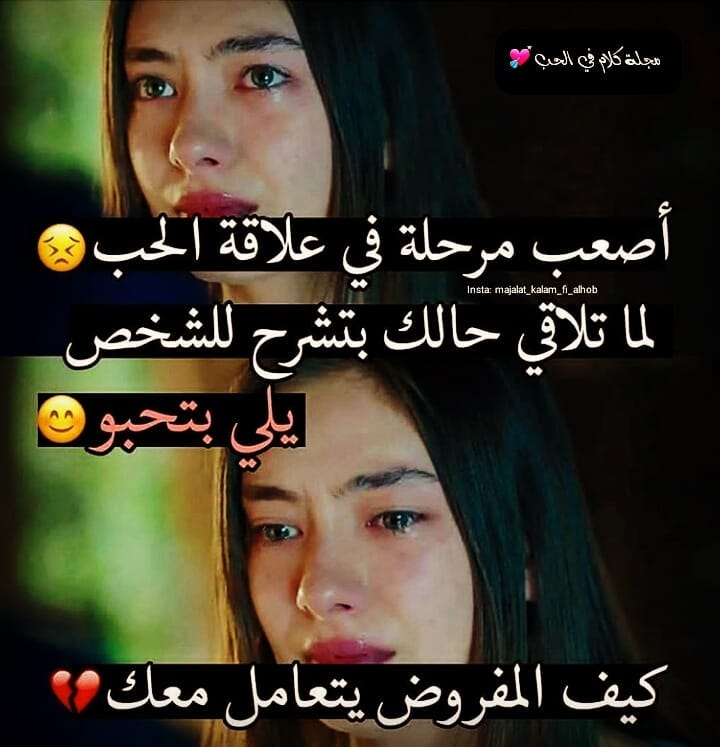 مجلة كلام في الحب 💘
أصعب مرحلة في علاقة الحب😣
Insta: majalat_kalam_fi_alhob
لما تلاقي حالك بتشرح للشخص
يلي بتحبو😊
كيف المفروض يتعامل معك💔